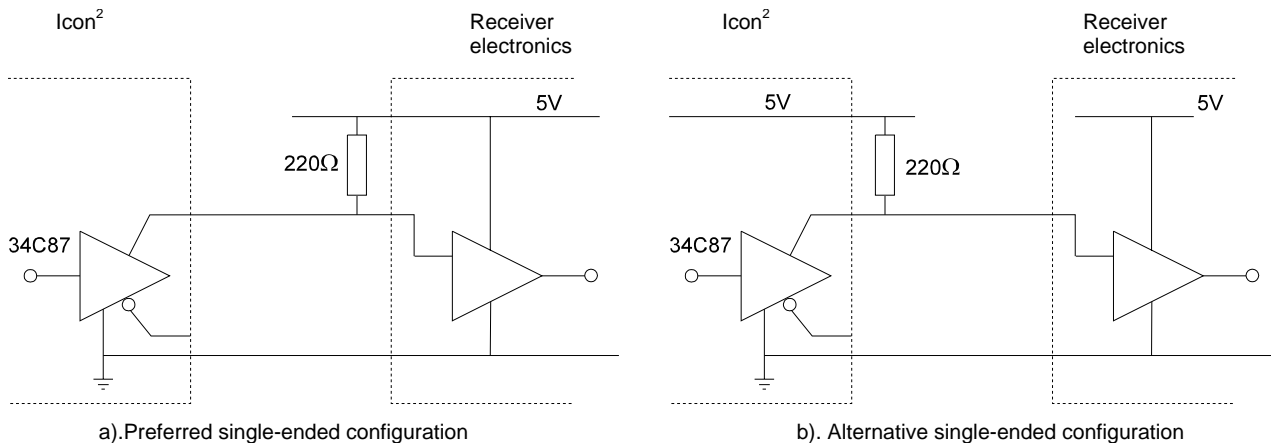 Icon²
Receiver
electronics
5V
220Ω
34C87
a).Preferred single-ended configuration
Icon²
Receiver
electronics
5V
5V
220Ω
34C87
b). Alternative single-ended configuration